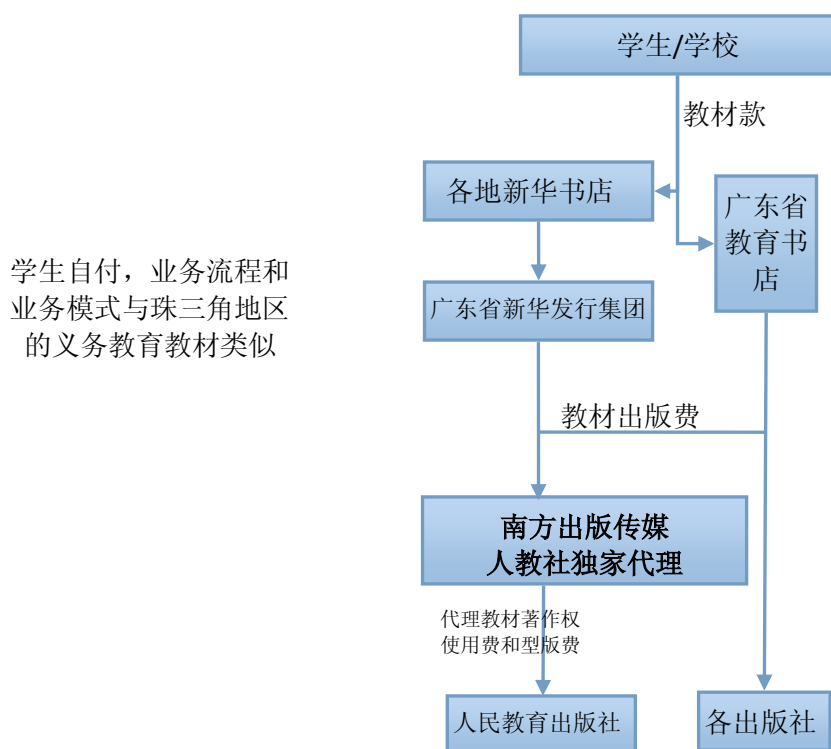 学生/学校
教材款
各地新华书店
广东省
教育书
店
学生自付，业务流程和
业务模式与珠三角地区
的义务教育教材类似
广东省新华发行集团
教材出版费
南方出版传媒
人教社独家代理
代理教材著作权
使用费和型版费
人民教育出版社
各出版社